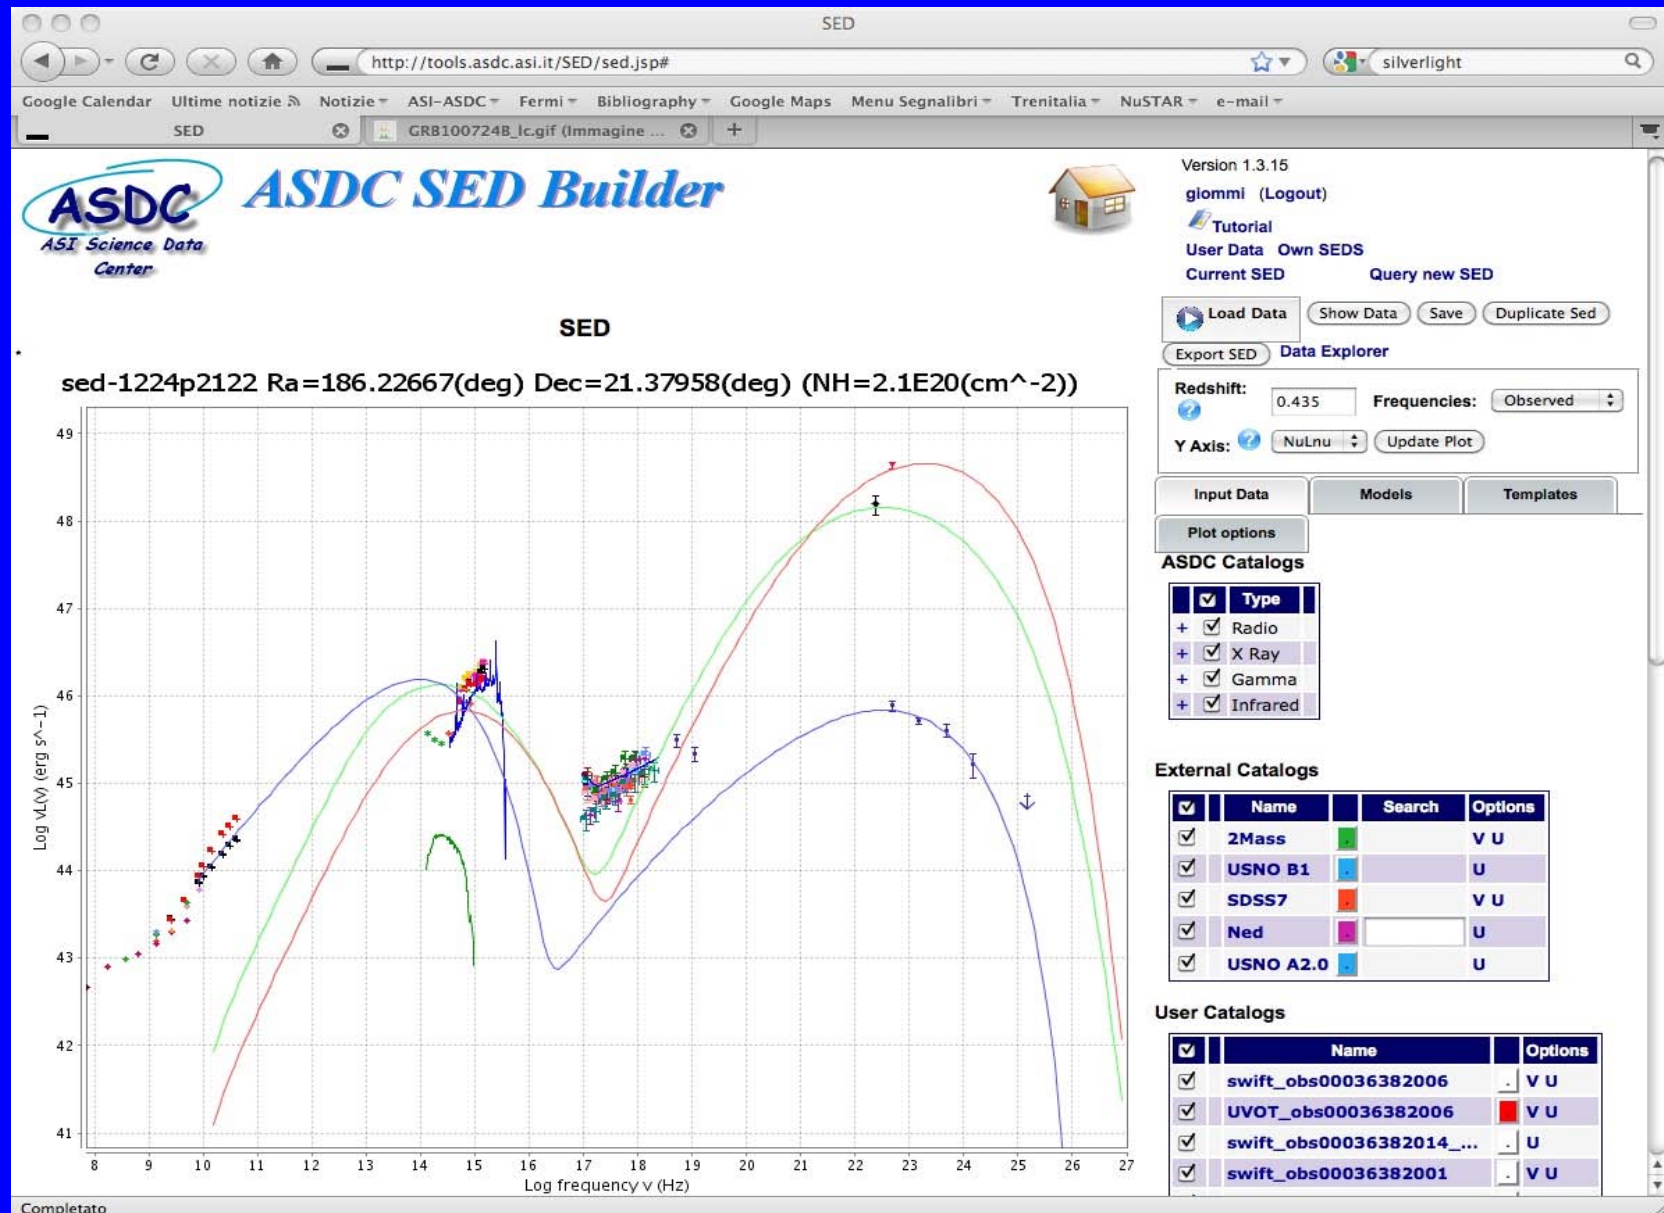 SED
http://tools.asdc.asi.it/SED/sed.jsp#
silverlight
Google Calendar Ultime notizie Notizie ASI-ASDC Fermi Bibliography Google Maps Menu Segnalibri Trenitalia NuSTAR e-mail
SED
GRB100724B_lc.gif (Immagine ...
ASDC
ASI Science Data
Center
ASDC SED Builder
Version 1.3.15
giommi (Logout)
Tutorial
User Data Own SEDS
Current SED Query new SED
Load Data Show Data Save Duplicate Sed
Export SED Data Explorer
Redshift: 0.435 Frequencies: Observed
Y Axis: NuLnu Update Plot
Input Data Models Templates
Plot options
SED
sed-1224p2122 Ra=186.22667(deg) Dec=21.37958(deg) (NH=2.1E20(cm^-2))
49
48
47
46
45
44
43
42
41
Log νL(ν) (erg s^-1)
8 9 10 11 12 13 14 15 16 17 18 19 20 21 22 23 24 25 26 27
Log frequency ν (Hz)
ASDC Catalogs
Type
+ Radio
+ X Ray
+ Gamma
+ Infrared
External Catalogs
Name Search Options
2Mass . V U
USNO B1 . U
SDSS7 . V U
Ned . U
USNO A2.0 . U
User Catalogs
Name Options
swift_obs00036382006 . V U
UVOT_obs00036382006 V U
swift_obs00036382014_... . U
swift_obs00036382001 . V U
Completato